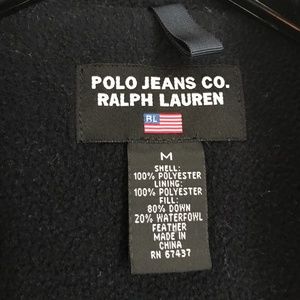 POLO JEANS CO.
RALPH LAUREN
RL
M
SHELL:
100% POLYESTER
LINING:
100% POLYESTER
FILL:
80% DOWN
20% WATERFOWL
FEATHER
MADE IN
CHINA
RN 67437